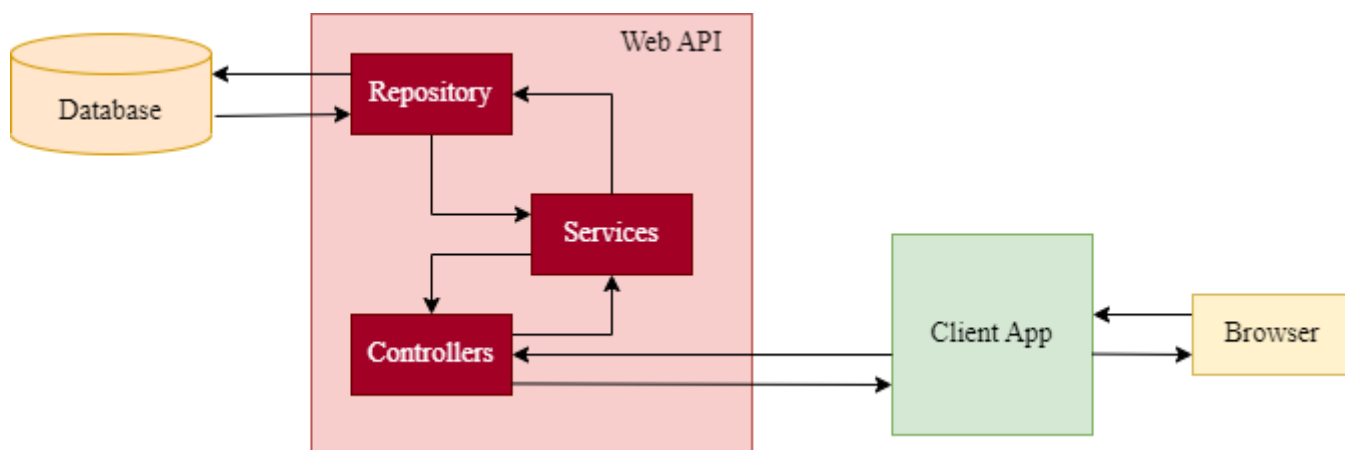 Web API
Database
Repository
Services
Controllers
Client App
Browser